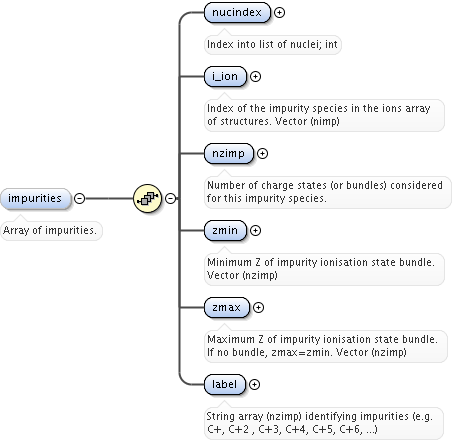 nucindex
Index into list of nuclei; int
i_ion
Index of the impurity species in the ions array
of structures. Vector (nimp)
nzimp
Number of charge states (or bundles) considered
for this impurity species.
impurities
Array of impurities.
zmin
Minimum Z of impurity ionisation state bundle.
Vector (nzimp)
zmax
Maximum Z of impurity ionisation state bundle.
If no bundle, zmax=zmin. Vector (nzimp)
label
String array (nzimp) identifying impurities (e.g.
C+, C+2 , C+3, C+4, C+5, C+6, ...)